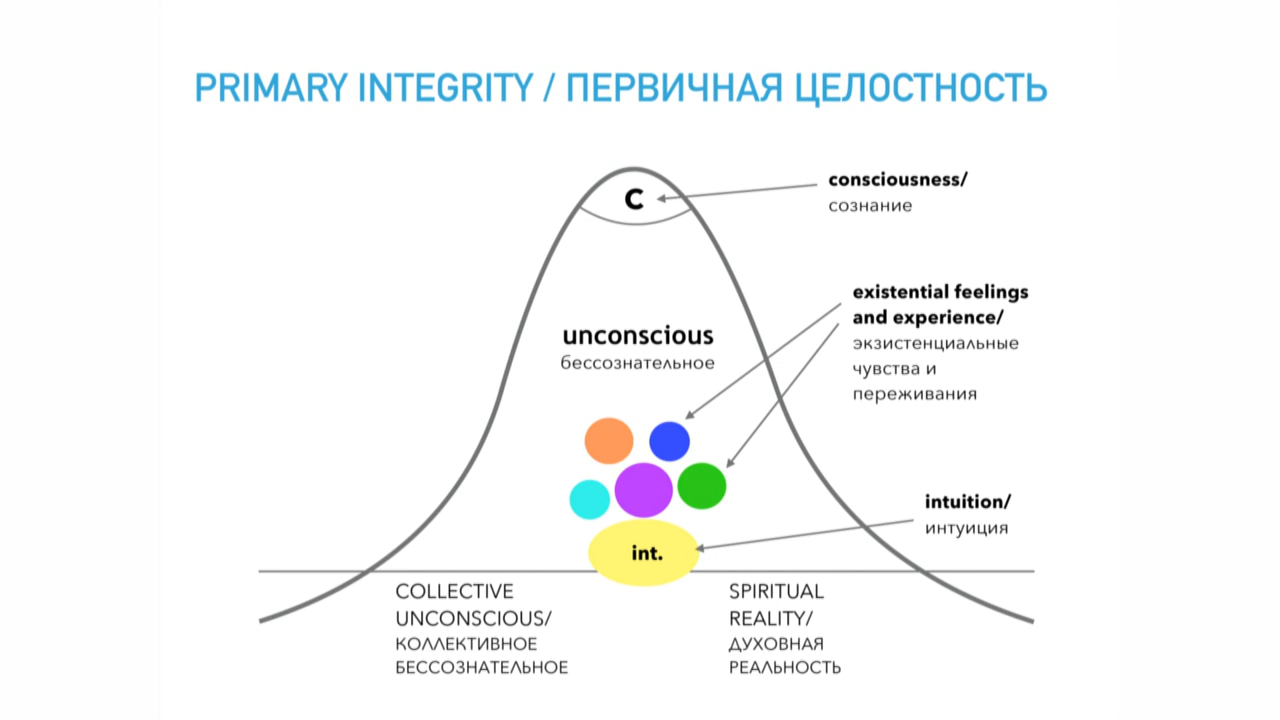 PRIMARY INTEGRITY / ПЕРВИЧНАЯ ЦЕЛОСТНОСТЬ
C
consciousness/
сознание
existential feelings
and experience/
экзистенциальные
чувства и
переживания
unconscious
бессознательное
intuition/
интуиция
int.
COLLECTIVE
UNCONSCIOUS/
КОЛЛЕКТИВНОЕ
БЕССОЗНАТЕЛЬНОЕ
SPIRITUAL
REALITY/
ДУХОВНАЯ
РЕАЛЬНОСТЬ